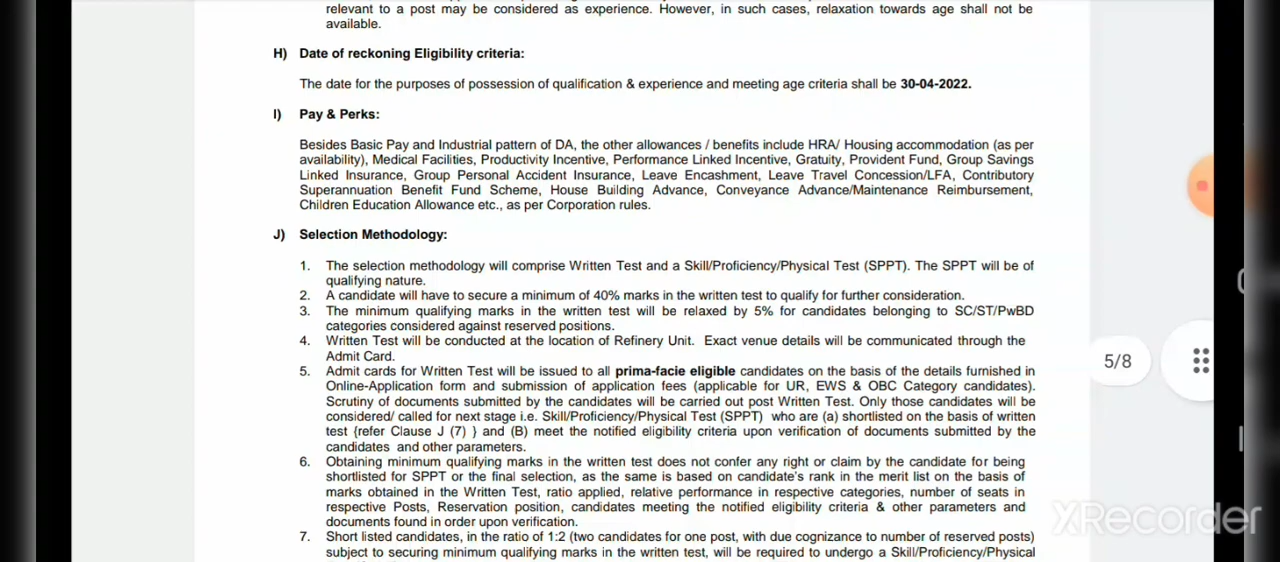 relevant to a post may be considered as experience. However, in such cases, relaxation towards age shall not be
available.
H) Date of reckoning Eligibility criteria:
The date for the purposes of possession of qualification & experience and meeting age criteria shall be 30-04-2022.
I) Pay & Perks:
Besides Basic Pay and Industrial pattern of DA, the other allowances / benefits include HRA/ Housing accommodation (as per
availability), Medical Facilities, Productivity Incentive, Performance Linked Incentive, Gratuity, Provident Fund, Group Savings
Linked Insurance, Group Personal Accident Insurance, Leave Encashment, Leave Travel Concession/LFA, Contributory
Superannuation Benefit Fund Scheme, House Building Advance, Conveyance Advance/Maintenance Reimbursement,
Children Education Allowance etc., as per Corporation rules.
J) Selection Methodology:
1. The selection methodology will comprise Written Test and a Skill/Proficiency/Physical Test (SPPT). The SPPT will be of
qualifying nature.
2. A candidate will have to secure a minimum of 40% marks in the written test to qualify for further consideration.
3. The minimum qualifying marks in the written test will be relaxed by 5% for candidates belonging to SC/ST/PwBD
categories considered against reserved positions.
4. Written Test will be conducted at the location of Refinery Unit. Exact venue details will be communicated through the
Admit Card.
5. Admit cards for Written Test will be issued to all prima-facie eligible candidates on the basis of the details furnished in
Online-Application form and submission of application fees (applicable for UR, EWS & OBC Category candidates).
Scrutiny of documents submitted by the candidates will be carried out post Written Test. Only those candidates will be
considered/ called for next stage i.e. Skill/Proficiency/Physical Test (SPPT) who are (a) shortlisted on the basis of written
test {refer Clause J (7) } and (B) meet the notified eligibility criteria upon verification of documents submitted by the
candidates and other parameters.
6. Obtaining minimum qualifying marks in the written test does not confer any right or claim by the candidate for being
shortlisted for SPPT or the final selection, as the same is based on candidate's rank in the merit list on the basis of
marks obtained in the Written Test, ratio applied, relative performance in respective categories, number of seats in
respective Posts, Reservation position, candidates meeting the notified eligibility criteria & other parameters and
documents found in order upon verification.
7. Short listed candidates, in the ratio of 1:2 (two candidates for one post, with due cognizance to number of reserved posts)
subject to securing minimum qualifying marks in the written test, will be required to undergo a Skill/Proficiency/Physical
5/8
XRecorder